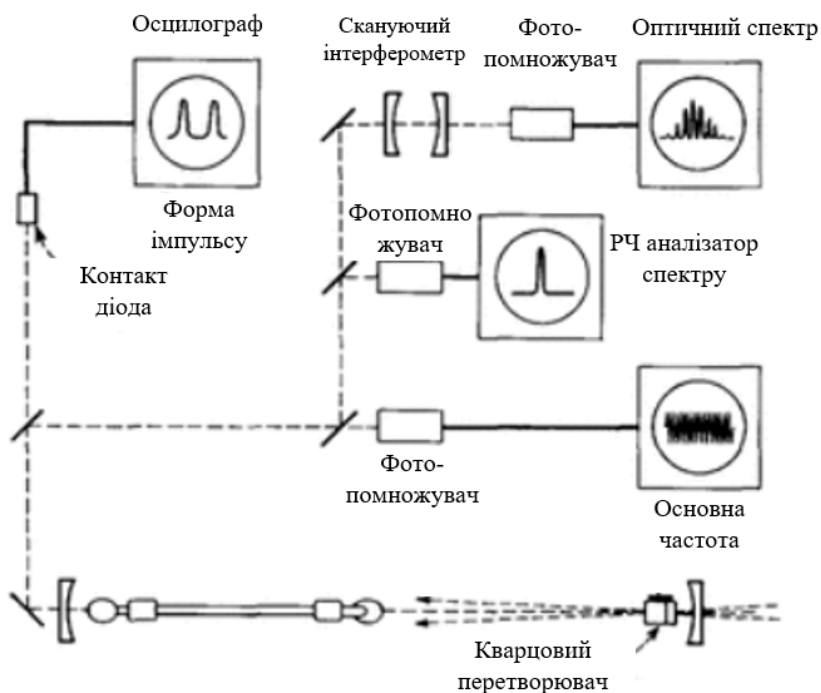 Осцилограф
Скануючий
інтерферометр
Фото-
помножувач
Оптичний спектр
Форма
імпульсу
Контакт
діода
Фотопомно
жувач
РЧ аналізатор
спектру
Фото-
помножувач
Основна
частота
Кварцовий
перетворювач